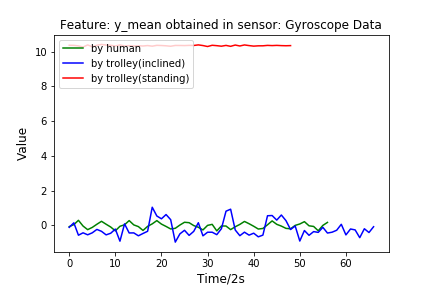 Feature: y_mean obtained in sensor: Gyroscope Data
by human
by trolley(inclined)
by trolley(standing)
Value
10
8
6
4
2
0
0 10 20 30 40 50 60
Time/2s